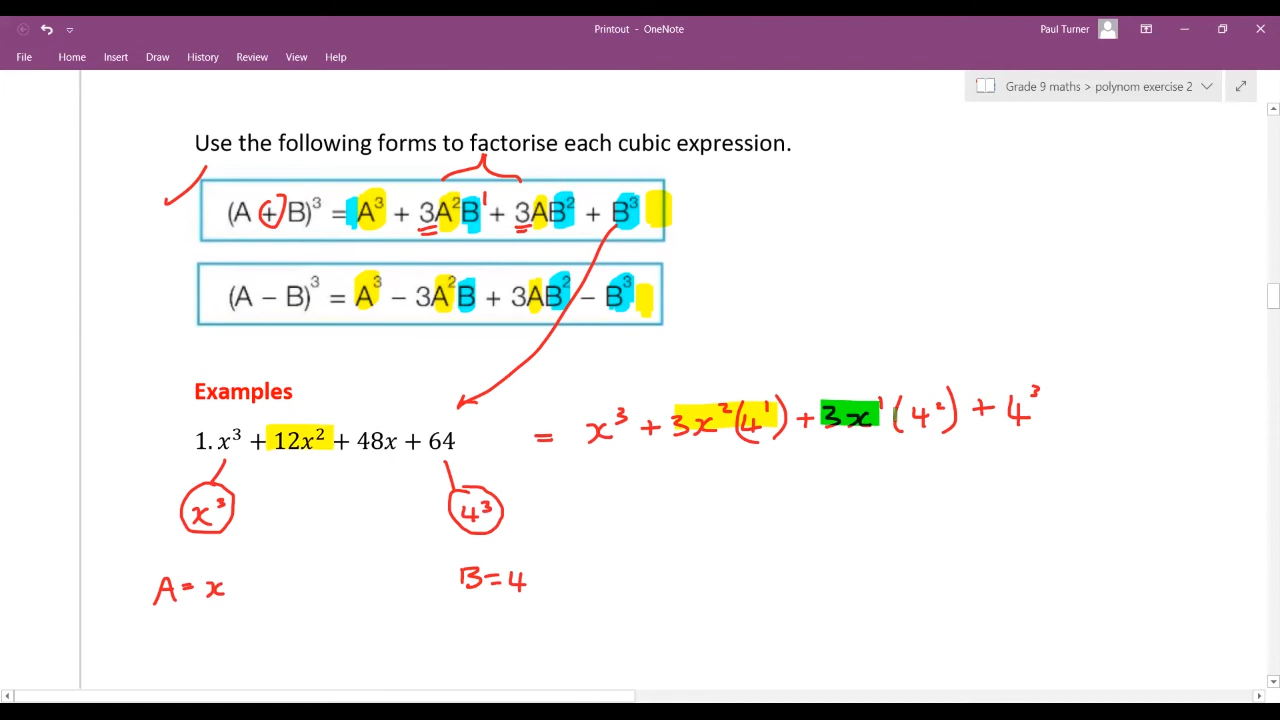 Printout - OneNote
Paul Turner
File Home Insert Draw History Review View Help
Grade 9 maths > polynom exercise 2
Use the following forms to factorise each cubic expression.
(A + B)³ = A³ + 3A²B¹ + 3AB² + B³
(A − B)³ = A³ − 3A²B + 3AB² − B³
Examples
1. x³ + 12x² + 48x + 64 = x³ + 3x²(4¹) + 3x¹(4²) + 4³
x³ 4³
A = x B = 4